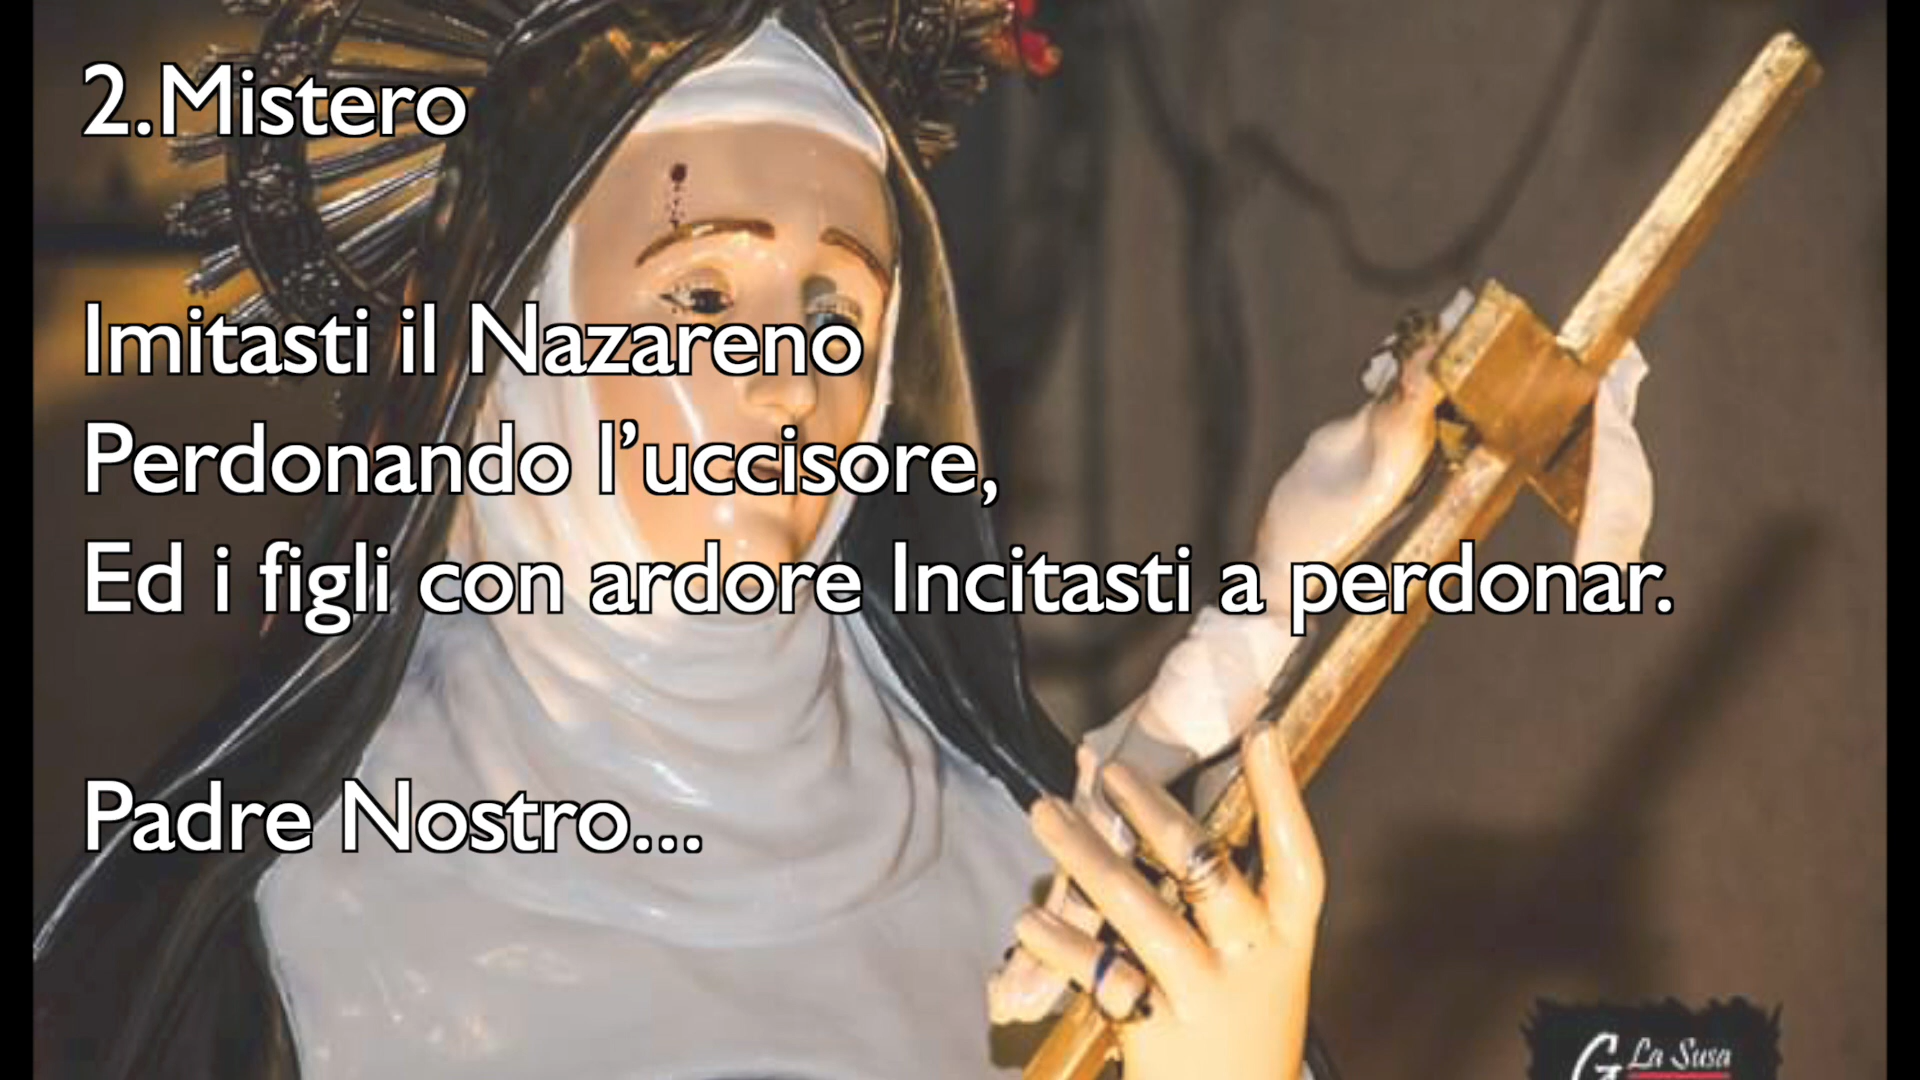 2.Mistero
Imitasti il Nazareno
Perdonando l’uccisore,
Ed i figli con ardore Incitasti a perdonar.
Padre Nostro...
G La Susa